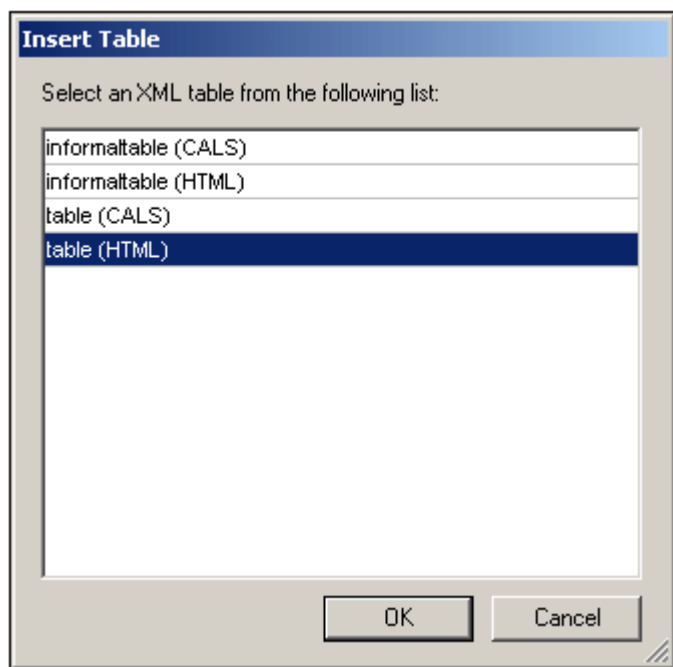 Insert Table
Select an XML table from the following list:
informaltable (CALS)
informaltable (HTML)
table (CALS)
table (HTML)
OK Cancel